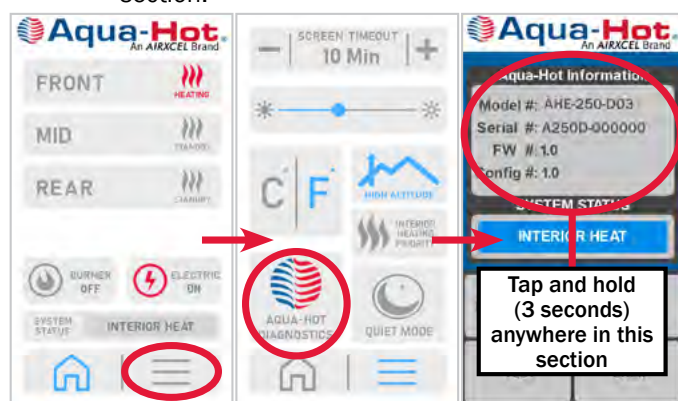 section.
Aqua-Hot.
An AIRXCEL Brand
FRONT
HEATING
MID
STANDBY
REAR
STANDBY
BURNER
OFF
ELECTRIC
ON
SYSTEM
STATUS
INTERIOR HEAT
SCREEN TIMEOUT
10 Min
C° F°
HIGH ALTITUDE
INTERIOR
HEATING
PRIORITY
AQUA-HOT
DIAGNOSTICS
QUIET MODE
Aqua-Hot.
An AIRXCEL Brand
Aqua-Hot Information
Model #: AHE-250-D03
Serial #: A250D-000000
FW #: 1.0
Config #: 1.0
SYSTEM STATUS
INTERIOR HEAT
Tap and hold
(3 seconds)
anywhere in this
section